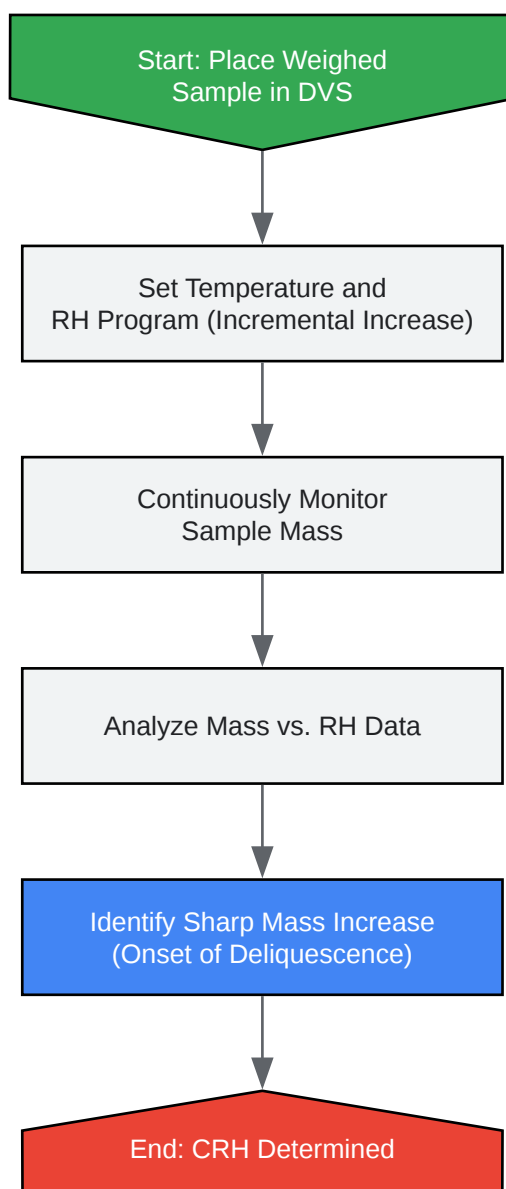 Start: Place Weighed
Sample in DVS
Set Temperature and
RH Program (Incremental Increase)
Continuously Monitor
Sample Mass
Analyze Mass vs. RH Data
Identify Sharp Mass Increase
(Onset of Deliquescence)
End: CRH Determined